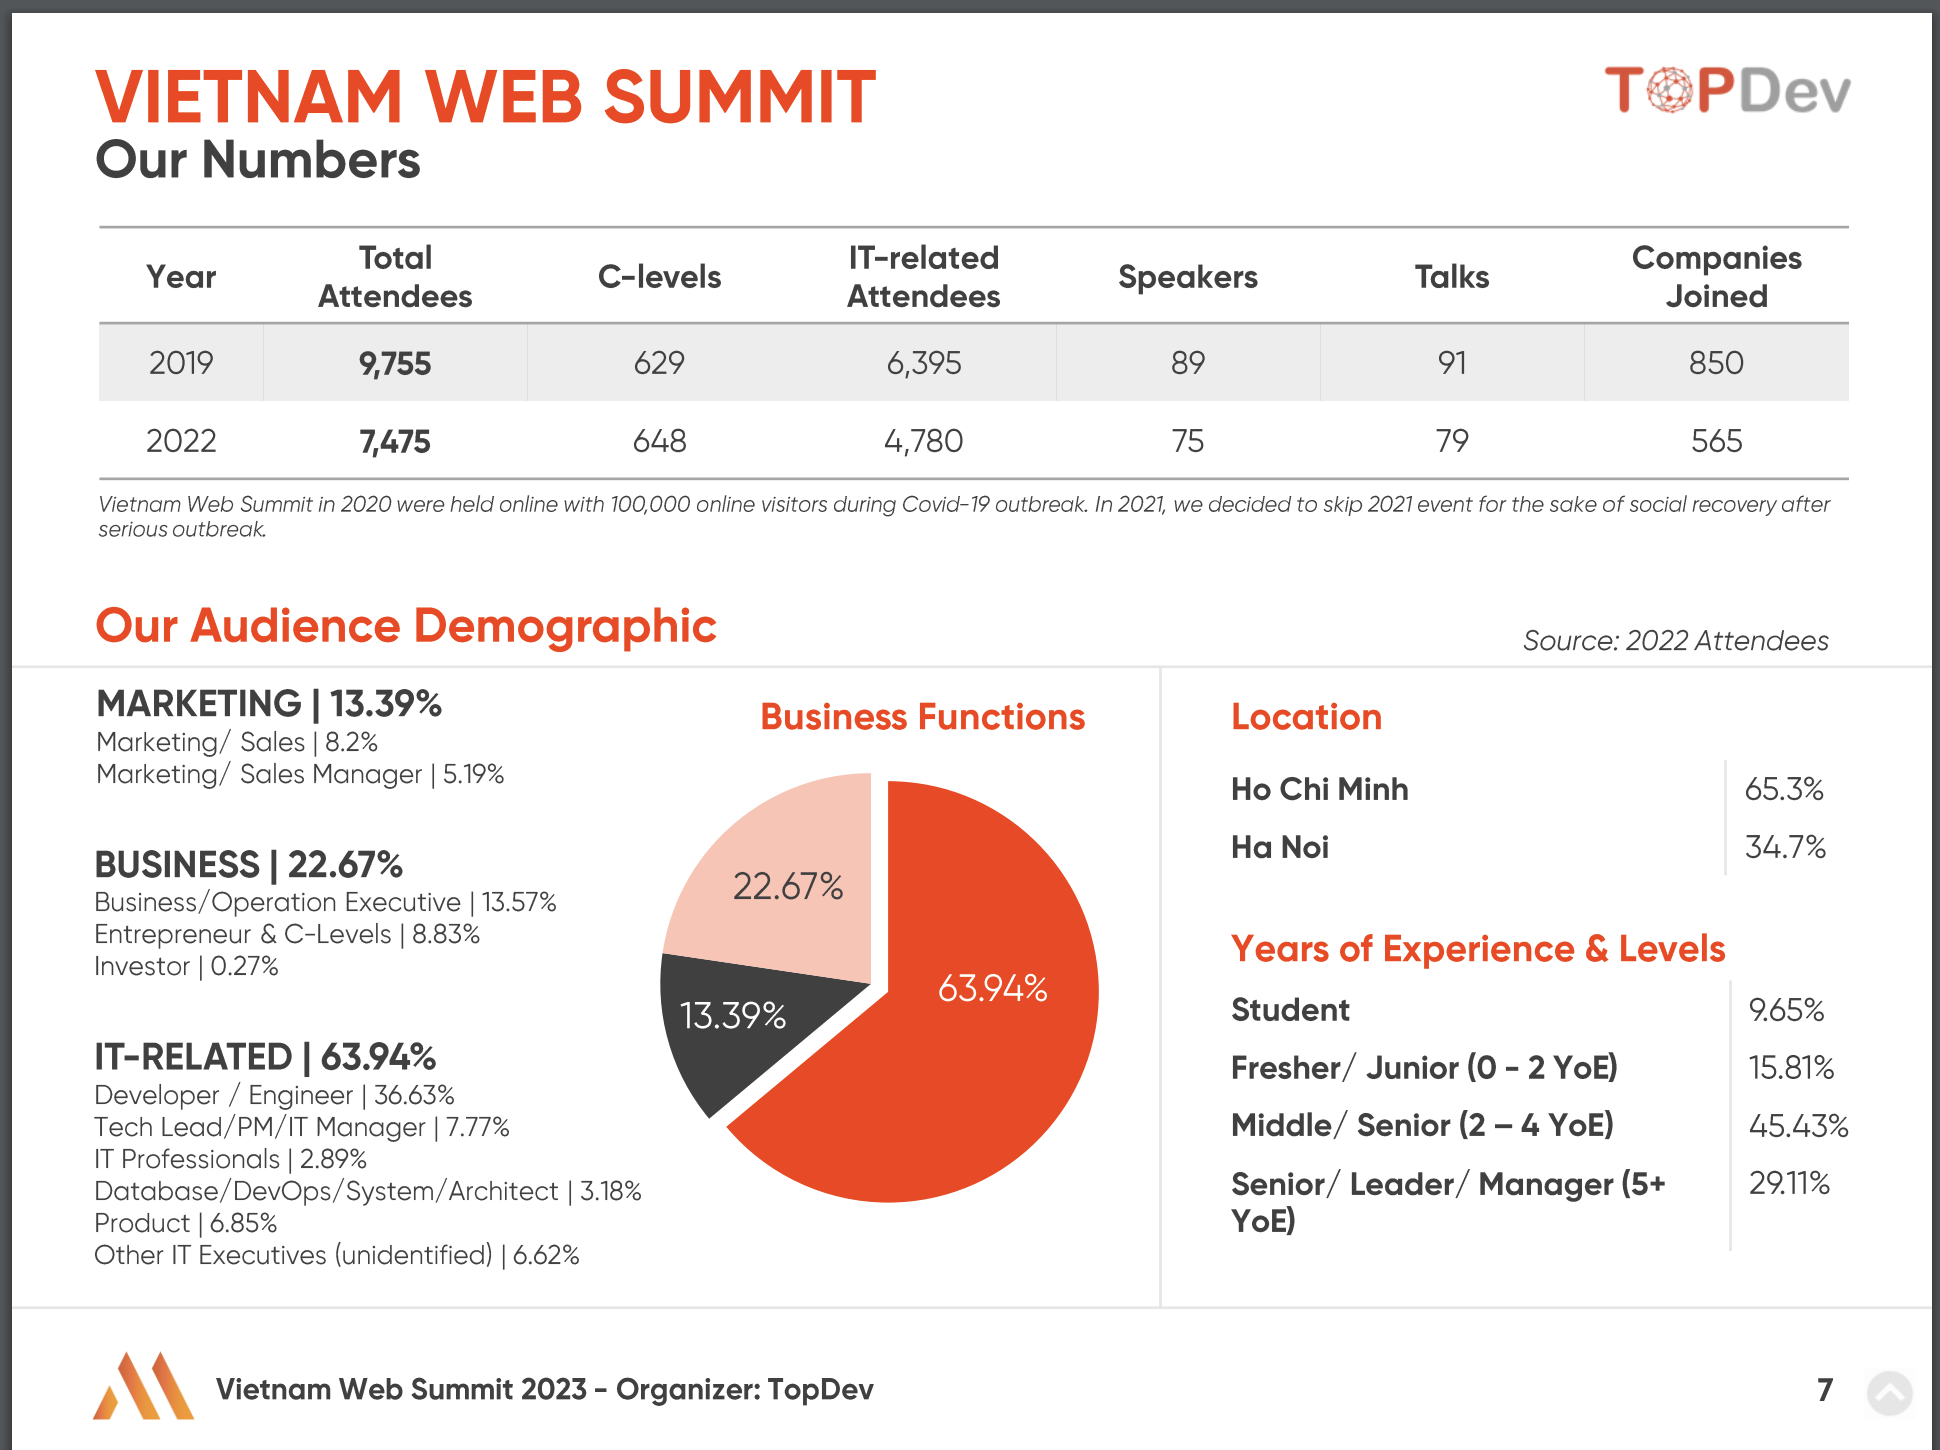 VIETNAM WEB SUMMIT
TOPDev
Our Numbers
Year Total Attendees C-levels IT-related Attendees Speakers Talks Companies Joined
2019 9,755 629 6,395 89 91 850
2022 7,475 648 4,780 75 79 565
Vietnam Web Summit in 2020 were held online with 100,000 online visitors during Covid-19 outbreak. In 2021, we decided to skip 2021 event for the sake of social recovery after
serious outbreak.
Our Audience Demographic
Source: 2022 Attendees
MARKETING | 13.39%
Marketing/ Sales | 8.2%
Marketing/ Sales Manager | 5.19%
BUSINESS | 22.67%
Business/Operation Executive | 13.57%
Entrepreneur & C-Levels | 8.83%
Investor | 0.27%
IT-RELATED | 63.94%
Developer / Engineer | 36.63%
Tech Lead/PM/IT Manager | 7.77%
IT Professionals | 2.89%
Database/DevOps/System/Architect | 3.18%
Product | 6.85%
Other IT Executives (unidentified) | 6.62%
Business Functions
22.67%
63.94%
13.39%
Location
Ho Chi Minh 65.3%
Ha Noi 34.7%
Years of Experience & Levels
Student 9.65%
Fresher/ Junior (0 - 2 YoE) 15.81%
Middle/ Senior (2 – 4 YoE) 45.43%
Senior/ Leader/ Manager (5+ 29.11%
YoE)
Vietnam Web Summit 2023 - Organizer: TopDev
7